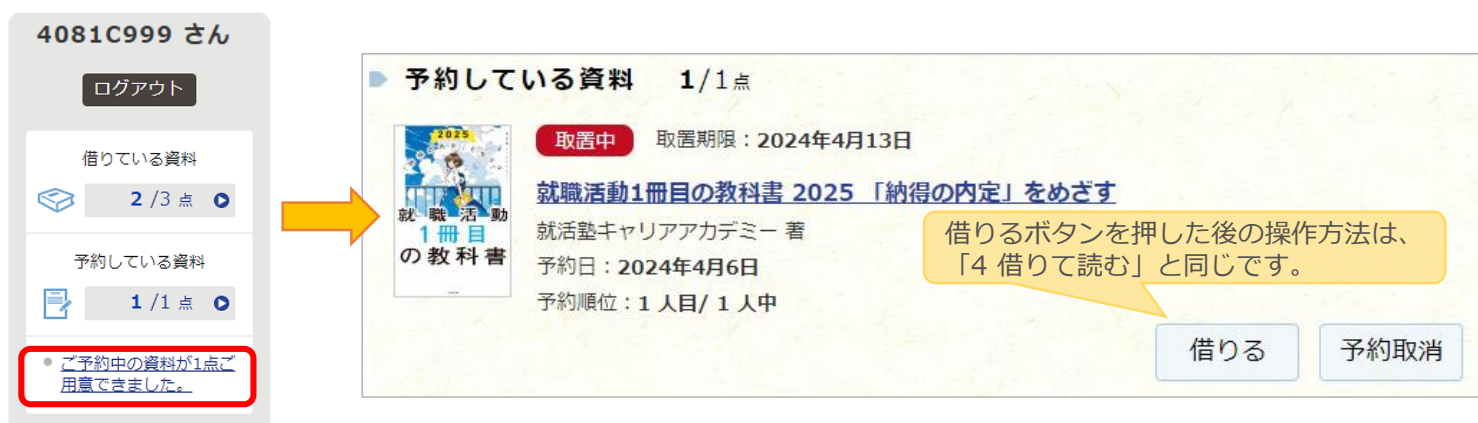 4081C999 さん
ログアウト
借りている資料
2 /3 点
予約している資料
1 /1 点
ご予約中の資料が1点ご
用意できました。
予約している資料 1/1点
2025
就職活動
1冊目
の教科書
取置中 取置期限：2024年4月13日
就職活動1冊目の教科書 2025 「納得の内定」をめざす
就活塾キャリアアカデミー 著
予約日：2024年4月6日
予約順位：1 人目/ 1 人中
借りるボタンを押した後の操作方法は、
「4 借りて読む」と同じです。
借りる 予約取消